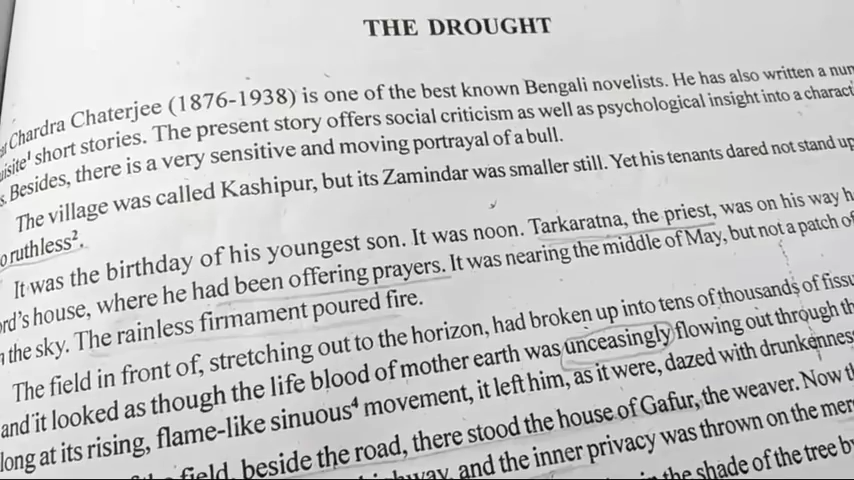 THE DROUGHT
Chardra Chaterjee (1876-1938) is one of the best known Bengali novelists. He has also written a
short stories. The present story offers social criticism as well as psychological insight into a
Besides, there is a very sensitive and moving portrayal of a bull.
The village was called Kashipur, but its Zamindar was smaller still. Yet his tenants dared not stand up
ruthless².
It was the birthday of his youngest son. It was noon. Tarkaratna, the priest, was on his way
house, where he had been offering prayers. It was nearing the middle of May, but not a patch of
the sky. The rainless firmament poured fire.
The field in front of, stretching out to the horizon, had broken up into tens of thousands of
and it looked as though the life blood of mother earth was unceasingly flowing out through
long at its rising, flame-like sinuous⁴ movement, it left him, as it were, dazed with
field, beside the road, there stood the house of Gafur, the weaver. Now
and the inner privacy was thrown on the
the shade of the tree